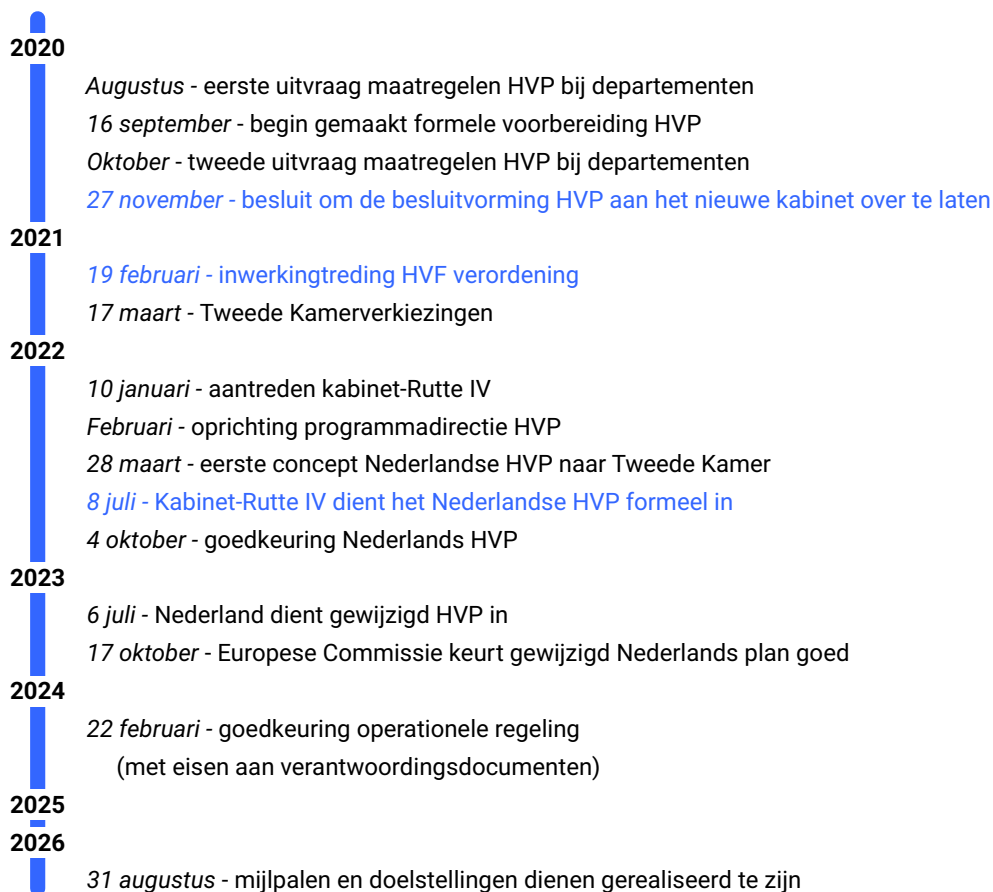 2020
Augustus - eerste uitvraag maatregelen HVP bij departementen
16 september - begin gemaakt formele voorbereiding HVP
Oktober - tweede uitvraag maatregelen HVP bij departementen
27 november - besluit om de besluitvorming HVP aan het nieuwe kabinet over te laten
2021
19 februari - inwerkingtreding HVF verordening
17 maart - Tweede Kamerverkiezingen
2022
10 januari - aantreden kabinet-Rutte IV
Februari - oprichting programmadirectie HVP
28 maart - eerste concept Nederlandse HVP naar Tweede Kamer
8 juli - Kabinet-Rutte IV dient het Nederlandse HVP formeel in
4 oktober - goedkeuring Nederlands HVP
2023
6 juli - Nederland dient gewijzigd HVP in
17 oktober - Europese Commissie keurt gewijzigd Nederlands plan goed
2024
22 februari - goedkeuring operationele regeling
(met eisen aan verantwoordingsdocumenten)
2025
2026
31 augustus - mijlpalen en doelstellingen dienen gerealiseerd te zijn